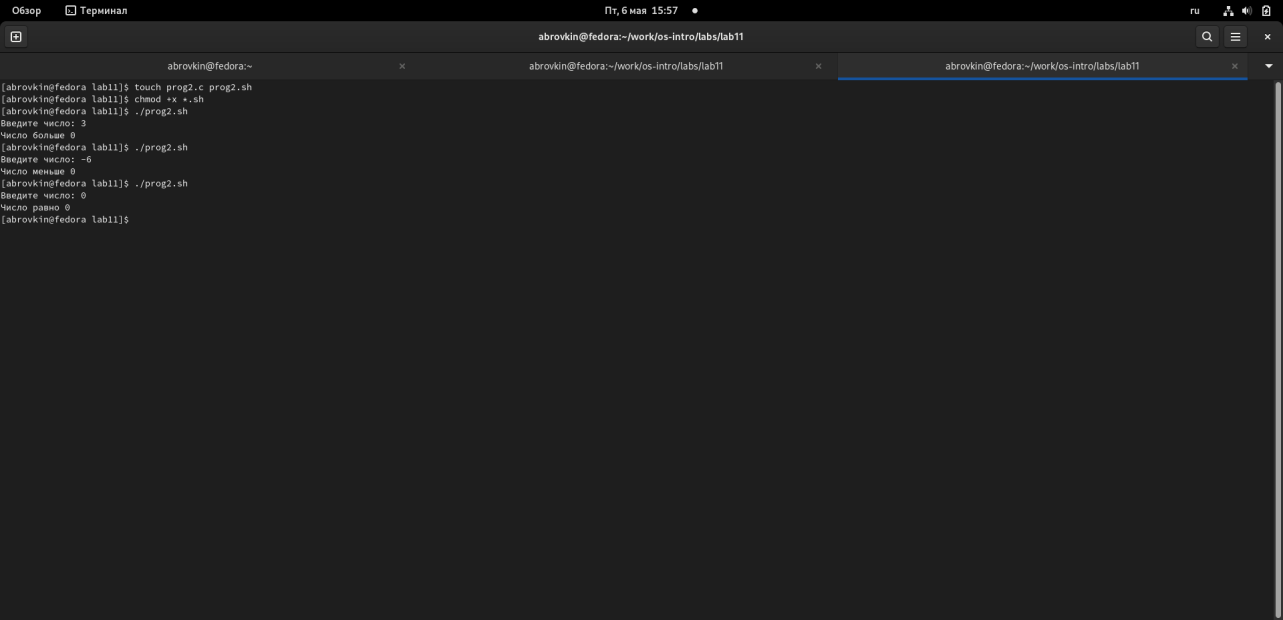 Обзор Терминал Пт, 6 мая 15:57 ru
abrovkin@fedora:~/work/os-intro/labs/lab11
abrovkin@fedora:~ abrovkin@fedora:~/work/os-intro/labs/lab11 abrovkin@fedora:~/work/os-intro/labs/lab11
[abrovkin@fedora lab11]$ touch prog2.c prog2.sh
[abrovkin@fedora lab11]$ chmod +x *.sh
[abrovkin@fedora lab11]$ ./prog2.sh
Введите число: 3
Число больше 0
[abrovkin@fedora lab11]$ ./prog2.sh
Введите число: -6
Число меньше 0
[abrovkin@fedora lab11]$ ./prog2.sh
Введите число: 0
Число равно 0
[abrovkin@fedora lab11]$